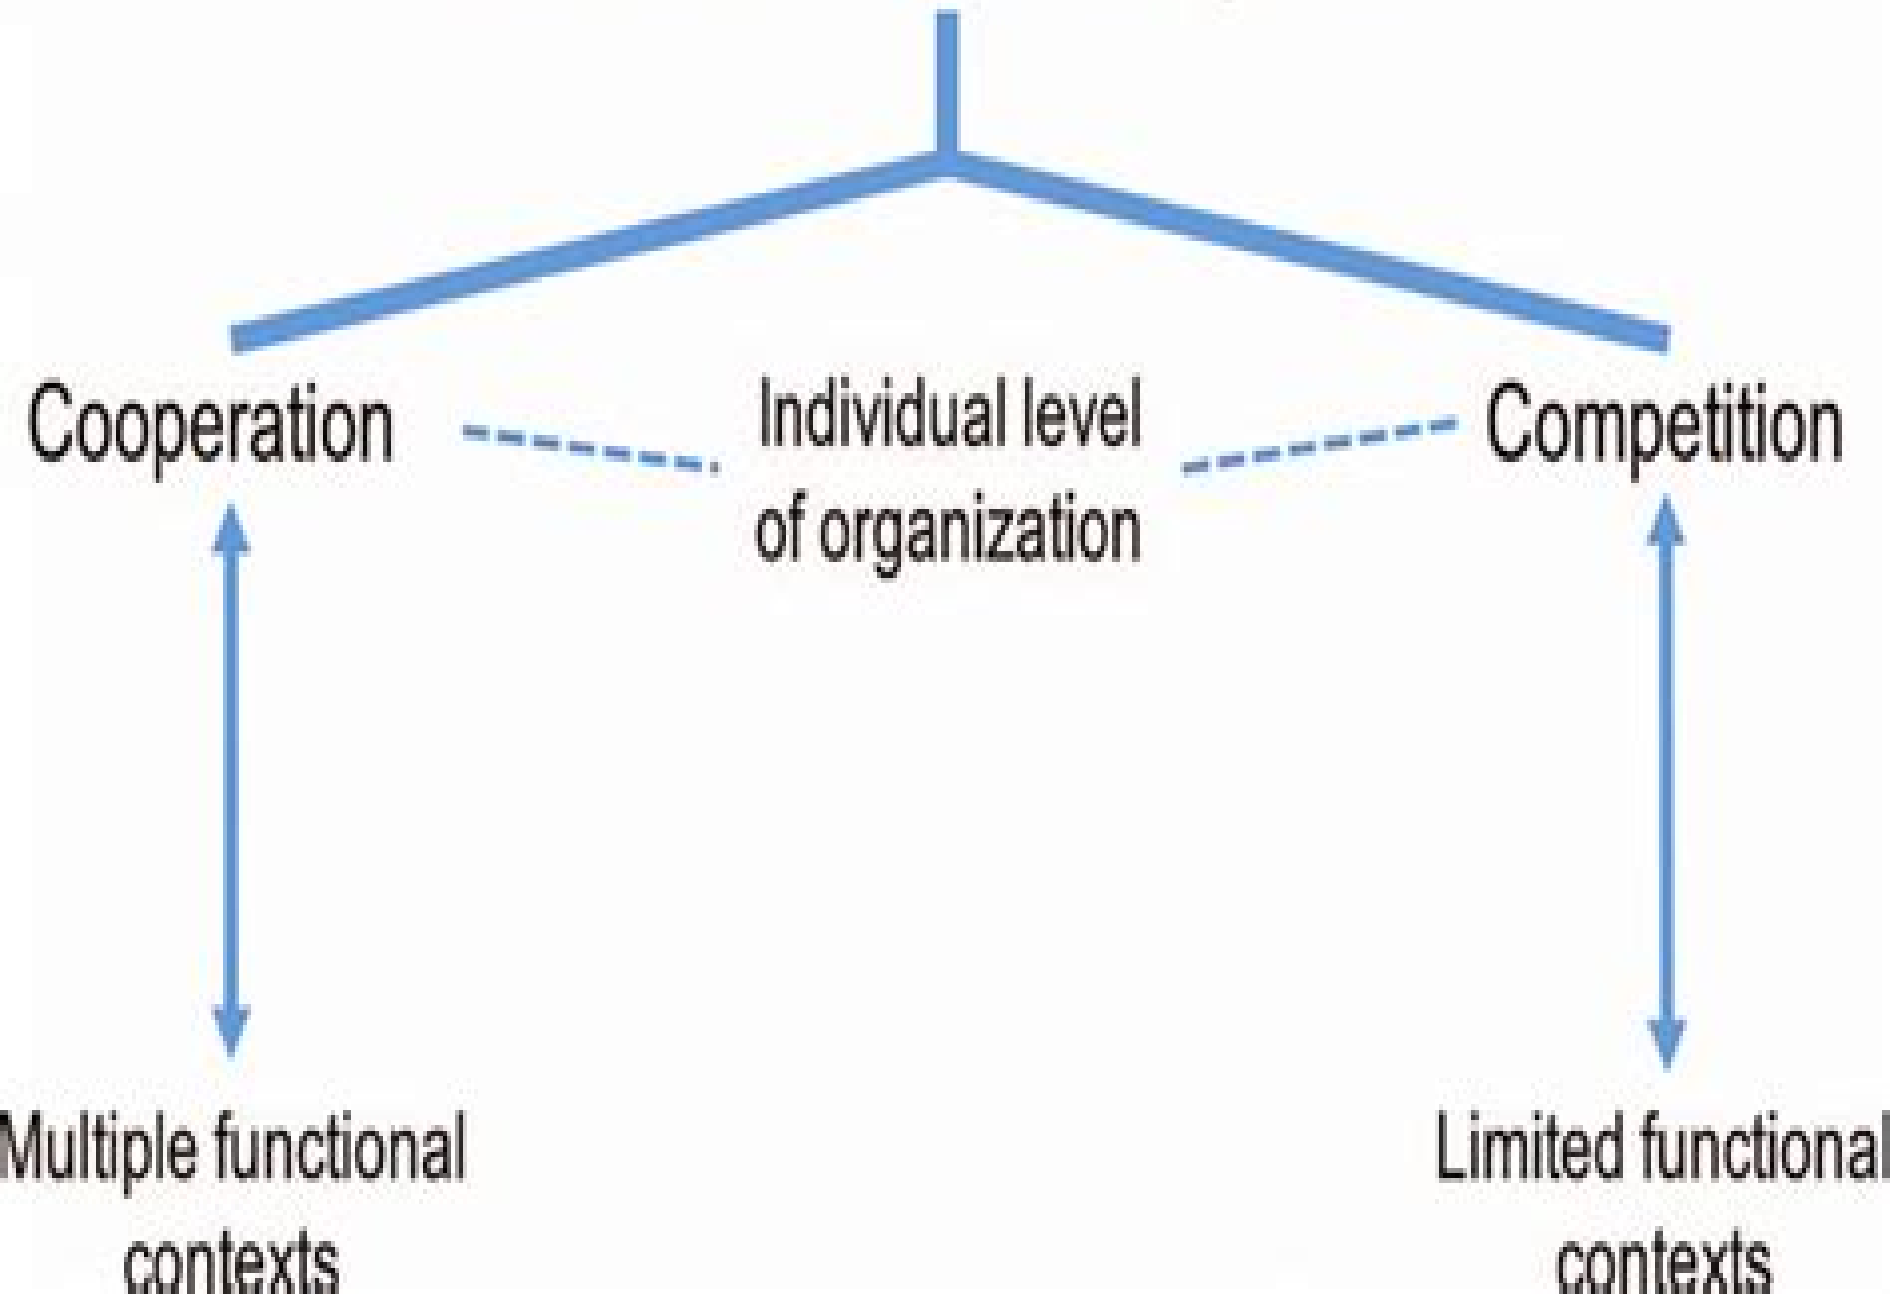 Cooperation
Individual level
of organization
Competition
Multiple functional
contexts
Limited functional
contexts